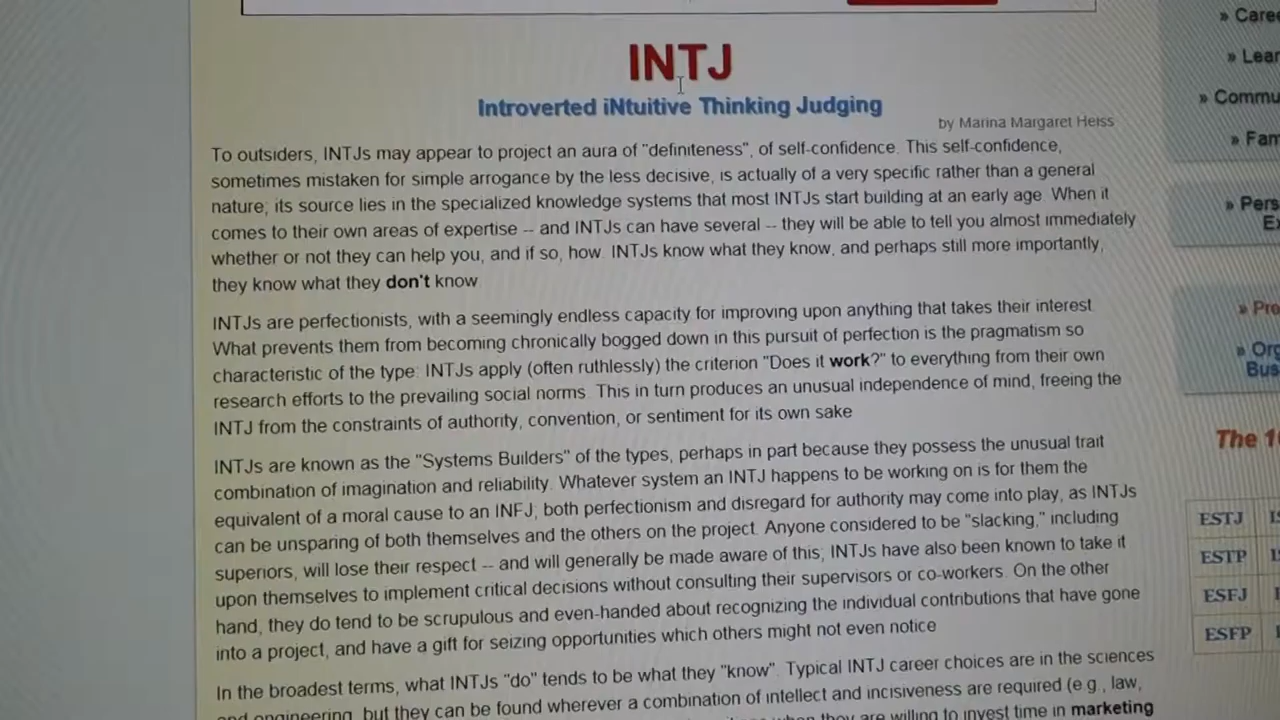 INTJ
Introverted iNtuitive Thinking Judging
by Marina Margaret Heiss
To outsiders, INTJs may appear to project an aura of "definiteness", of self-confidence. This self-confidence,
sometimes mistaken for simple arrogance by the less decisive, is actually of a very specific rather than a general
nature; its source lies in the specialized knowledge systems that most INTJs start building at an early age. When it
comes to their own areas of expertise -- and INTJs can have several -- they will be able to tell you almost immediately
whether or not they can help you, and if so, how. INTJs know what they know, and perhaps still more importantly,
they know what they don't know
INTJs are perfectionists, with a seemingly endless capacity for improving upon anything that takes their interest
What prevents them from becoming chronically bogged down in this pursuit of perfection is the pragmatism so
characteristic of the type: INTJs apply (often ruthlessly) the criterion "Does it work?" to everything from their own
research efforts to the prevailing social norms. This in turn produces an unusual independence of mind, freeing the
INTJ from the constraints of authority, convention, or sentiment for its own sake
INTJs are known as the "Systems Builders" of the types, perhaps in part because they possess the unusual trait
combination of imagination and reliability. Whatever system an INTJ happens to be working on is for them the
equivalent of a moral cause to an INFJ; both perfectionism and disregard for authority may come into play, as INTJs
can be unsparing of both themselves and the others on the project. Anyone considered to be "slacking," including
superiors, will lose their respect -- and will generally be made aware of this; INTJs have also been known to take it
upon themselves to implement critical decisions without consulting their supervisors or co-workers. On the other
hand, they do tend to be scrupulous and even-handed about recognizing the individual contributions that have gone
into a project, and have a gift for seizing opportunities which others might not even notice
In the broadest terms, what INTJs "do" tends to be what they "know". Typical INTJ career choices are in the sciences
and engineering, but they can be found wherever a combination of intellect and incisiveness are required (e.g., law,
they are willing to invest time in marketing
» Care
» Lear
» Commu
» Fam
» Pers
E
» Pro
» Org
Bus
The 1
ESTJ
ESTP
ESFJ
ESFP